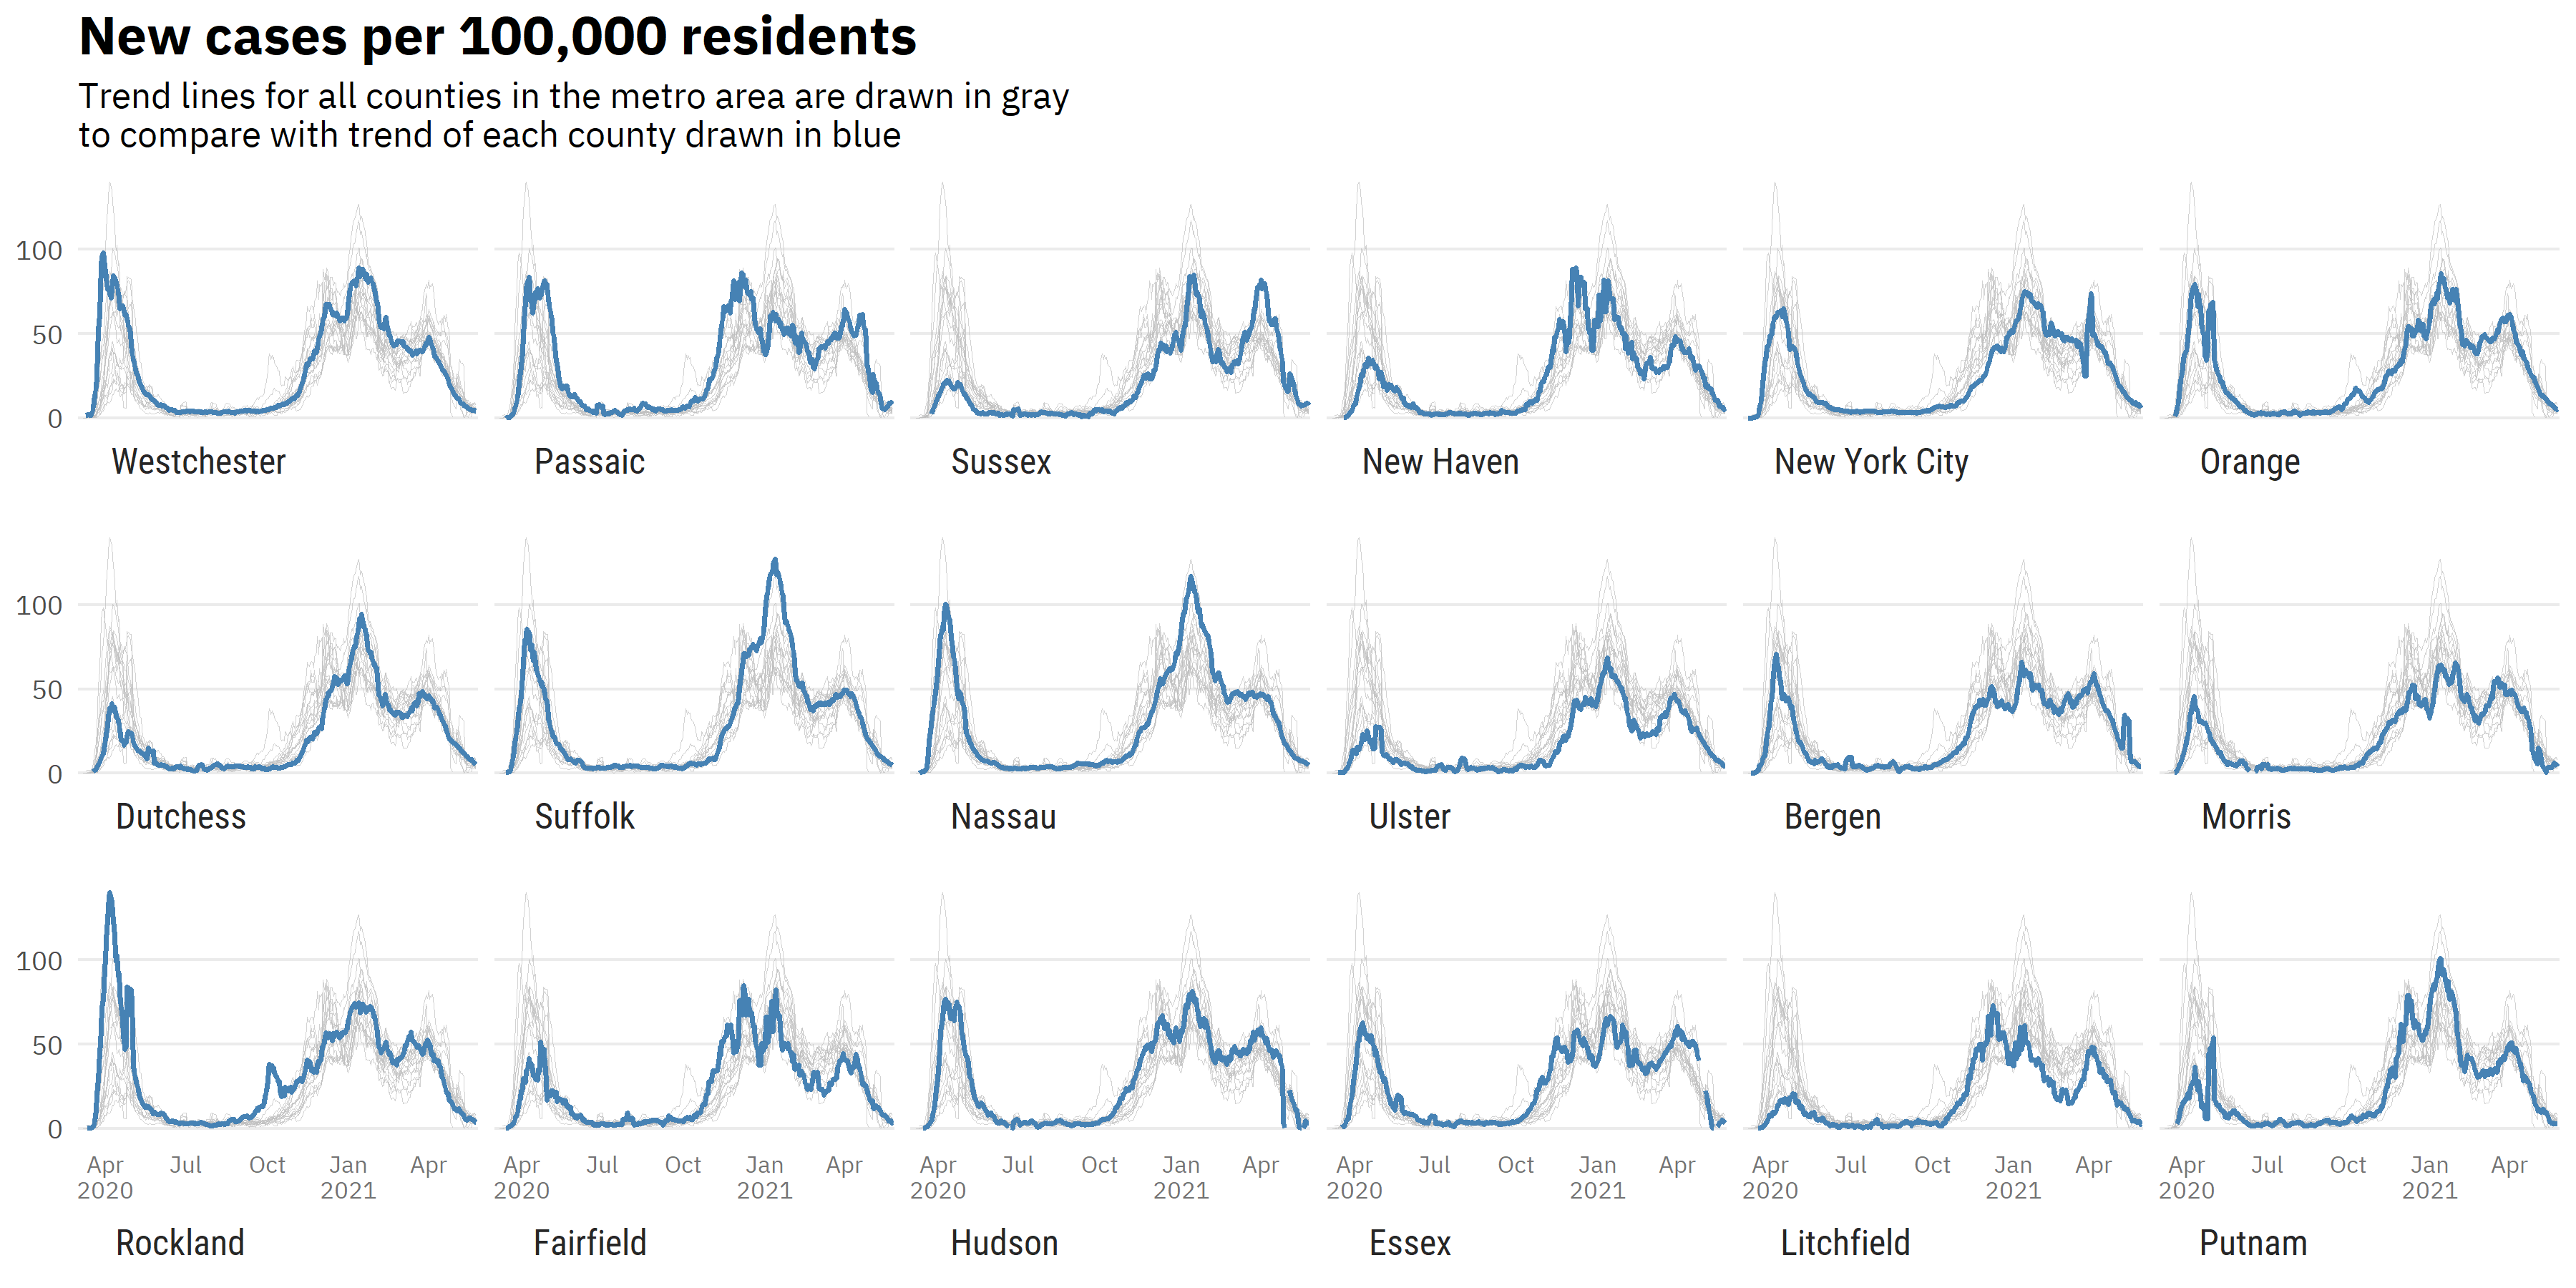 New cases per 100,000 residents
Trend lines for all counties in the metro area are drawn in gray
to compare with trend of each county drawn in blue
100
50
0
Westchester Passaic Sussex New Haven New York City Orange
100
50
0
Dutchess Suffolk Nassau Ulster Bergen Morris
100
50
0
Apr Jul Oct Jan Apr Apr Jul Oct Jan Apr Apr Jul Oct Jan Apr Apr Jul Oct Jan Apr Apr Jul Oct Jan Apr Apr Jul Oct Jan Apr
2020 2021 2020 2021 2020 2021 2020 2021 2020 2021 2020 2021
Rockland Fairfield Hudson Essex Litchfield Putnam